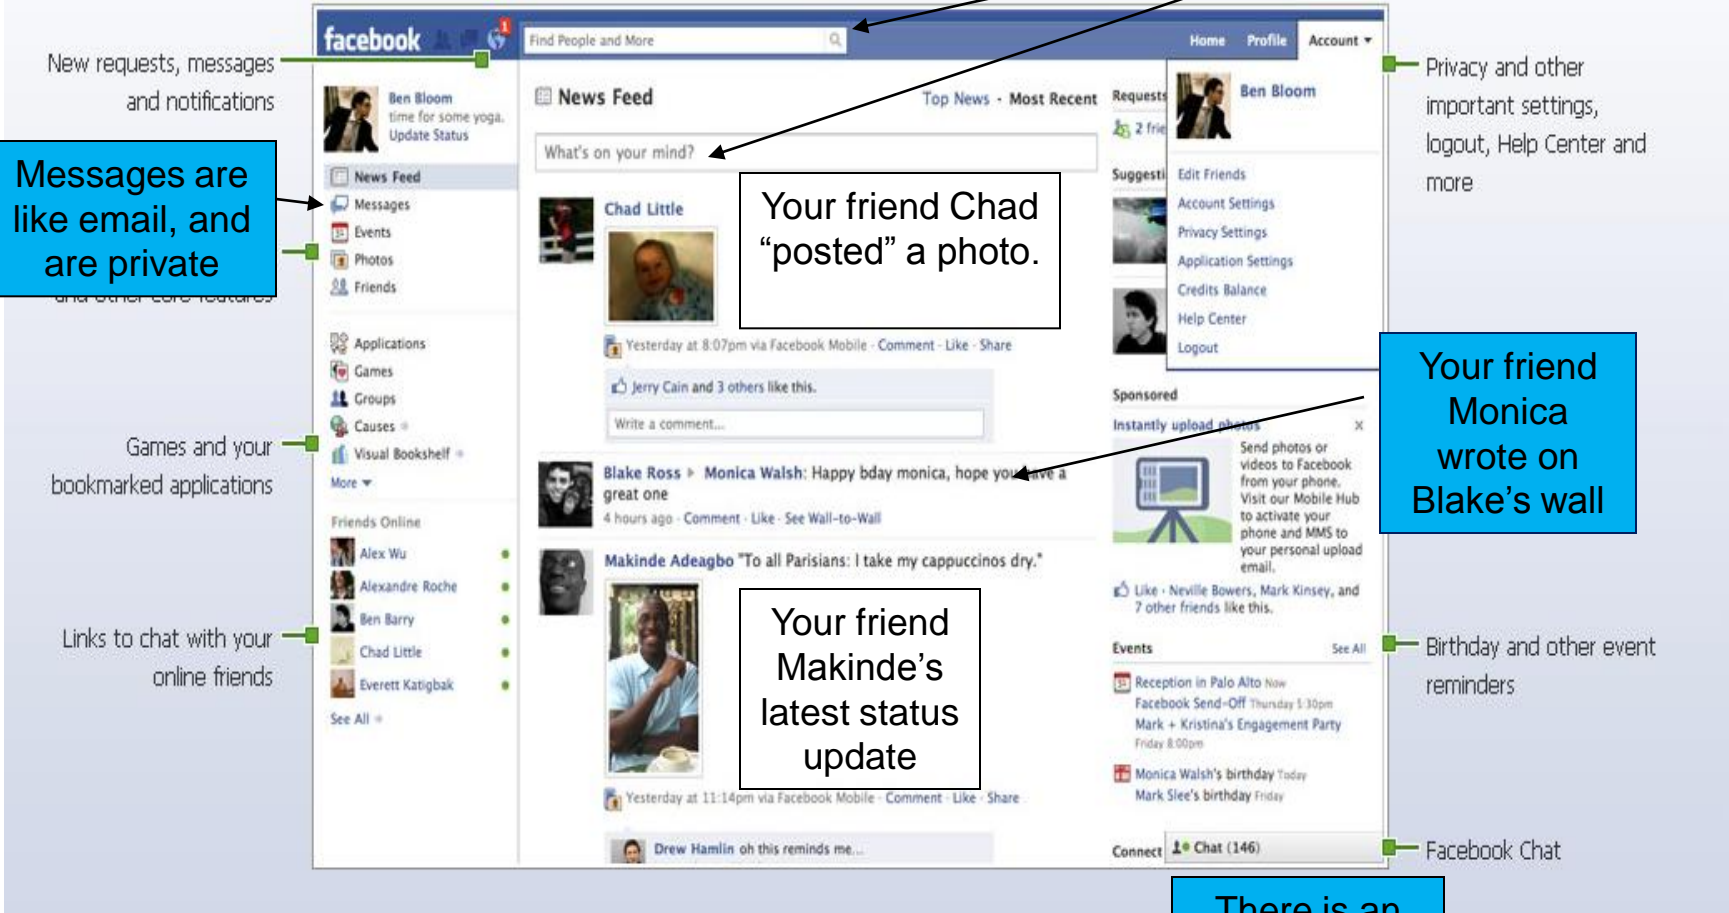 facebook
1
Find People and More
Home Profile Account
New requests, messages
and notifications
Messages are
like email, and
are private
and other core features
Games and your
bookmarked applications
Links to chat with your
online friends
Ben Bloom
time for some yoga.
Update Status
News Feed
Messages
31
Events
Photos
Friends
Applications
Games
Groups
Causes
Visual Bookshelf
More
Friends Online
Alex Wu
Alexandre Roche
Ben Barry
Chad Little
Everett Katigbak
See All
News Feed
Top News · Most Recent
What's on your mind?
Chad Little
Your friend Chad
“posted” a photo.
Yesterday at 8:07pm via Facebook Mobile · Comment · Like · Share
Jerry Cain and 3 others like this.
Write a comment...
Blake Ross Monica Walsh: Happy bday monica, hope you have a
great one
4 hours ago · Comment · Like · See Wall-to-Wall
Makinde Adeagbo "To all Parisians: I take my cappuccinos dry."
Your friend
Makinde’s
latest status
update
Yesterday at 11:14pm via Facebook Mobile · Comment · Like · Share
Drew Hamlin oh this reminds me...
Requests
2 frie
Suggesti
Ben Bloom
Edit Friends
Account Settings
Privacy Settings
Application Settings
Credits Balance
Help Center
Logout
Sponsored
Instantly upload photos x
Send photos or
videos to Facebook
from your phone.
Visit our Mobile Hub
to activate your
phone and MMS to
your personal upload
email.
Like · Neville Bowers, Mark Kinsey, and
7 other friends like this.
Events See All
31
Reception in Palo Alto Now
Facebook Send-Off Thursday 5:30pm
Mark + Kristina's Engagement Party
Friday 8:00pm
Monica Walsh's birthday Today
Mark Slee's birthday Friday
Connect
Chat (146)
Privacy and other
important settings,
logout, Help Center and
more
Your friend
Monica
wrote on
Blake’s wall
Birthday and other event
reminders
Facebook Chat
There is an